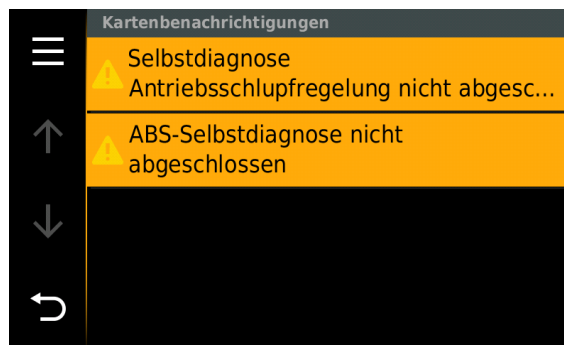 Kartenbenachrichtigungen
Selbstdiagnose
Antriebsschlupfregelung nicht abgesc...
ABS-Selbstdiagnose nicht
abgeschlossen